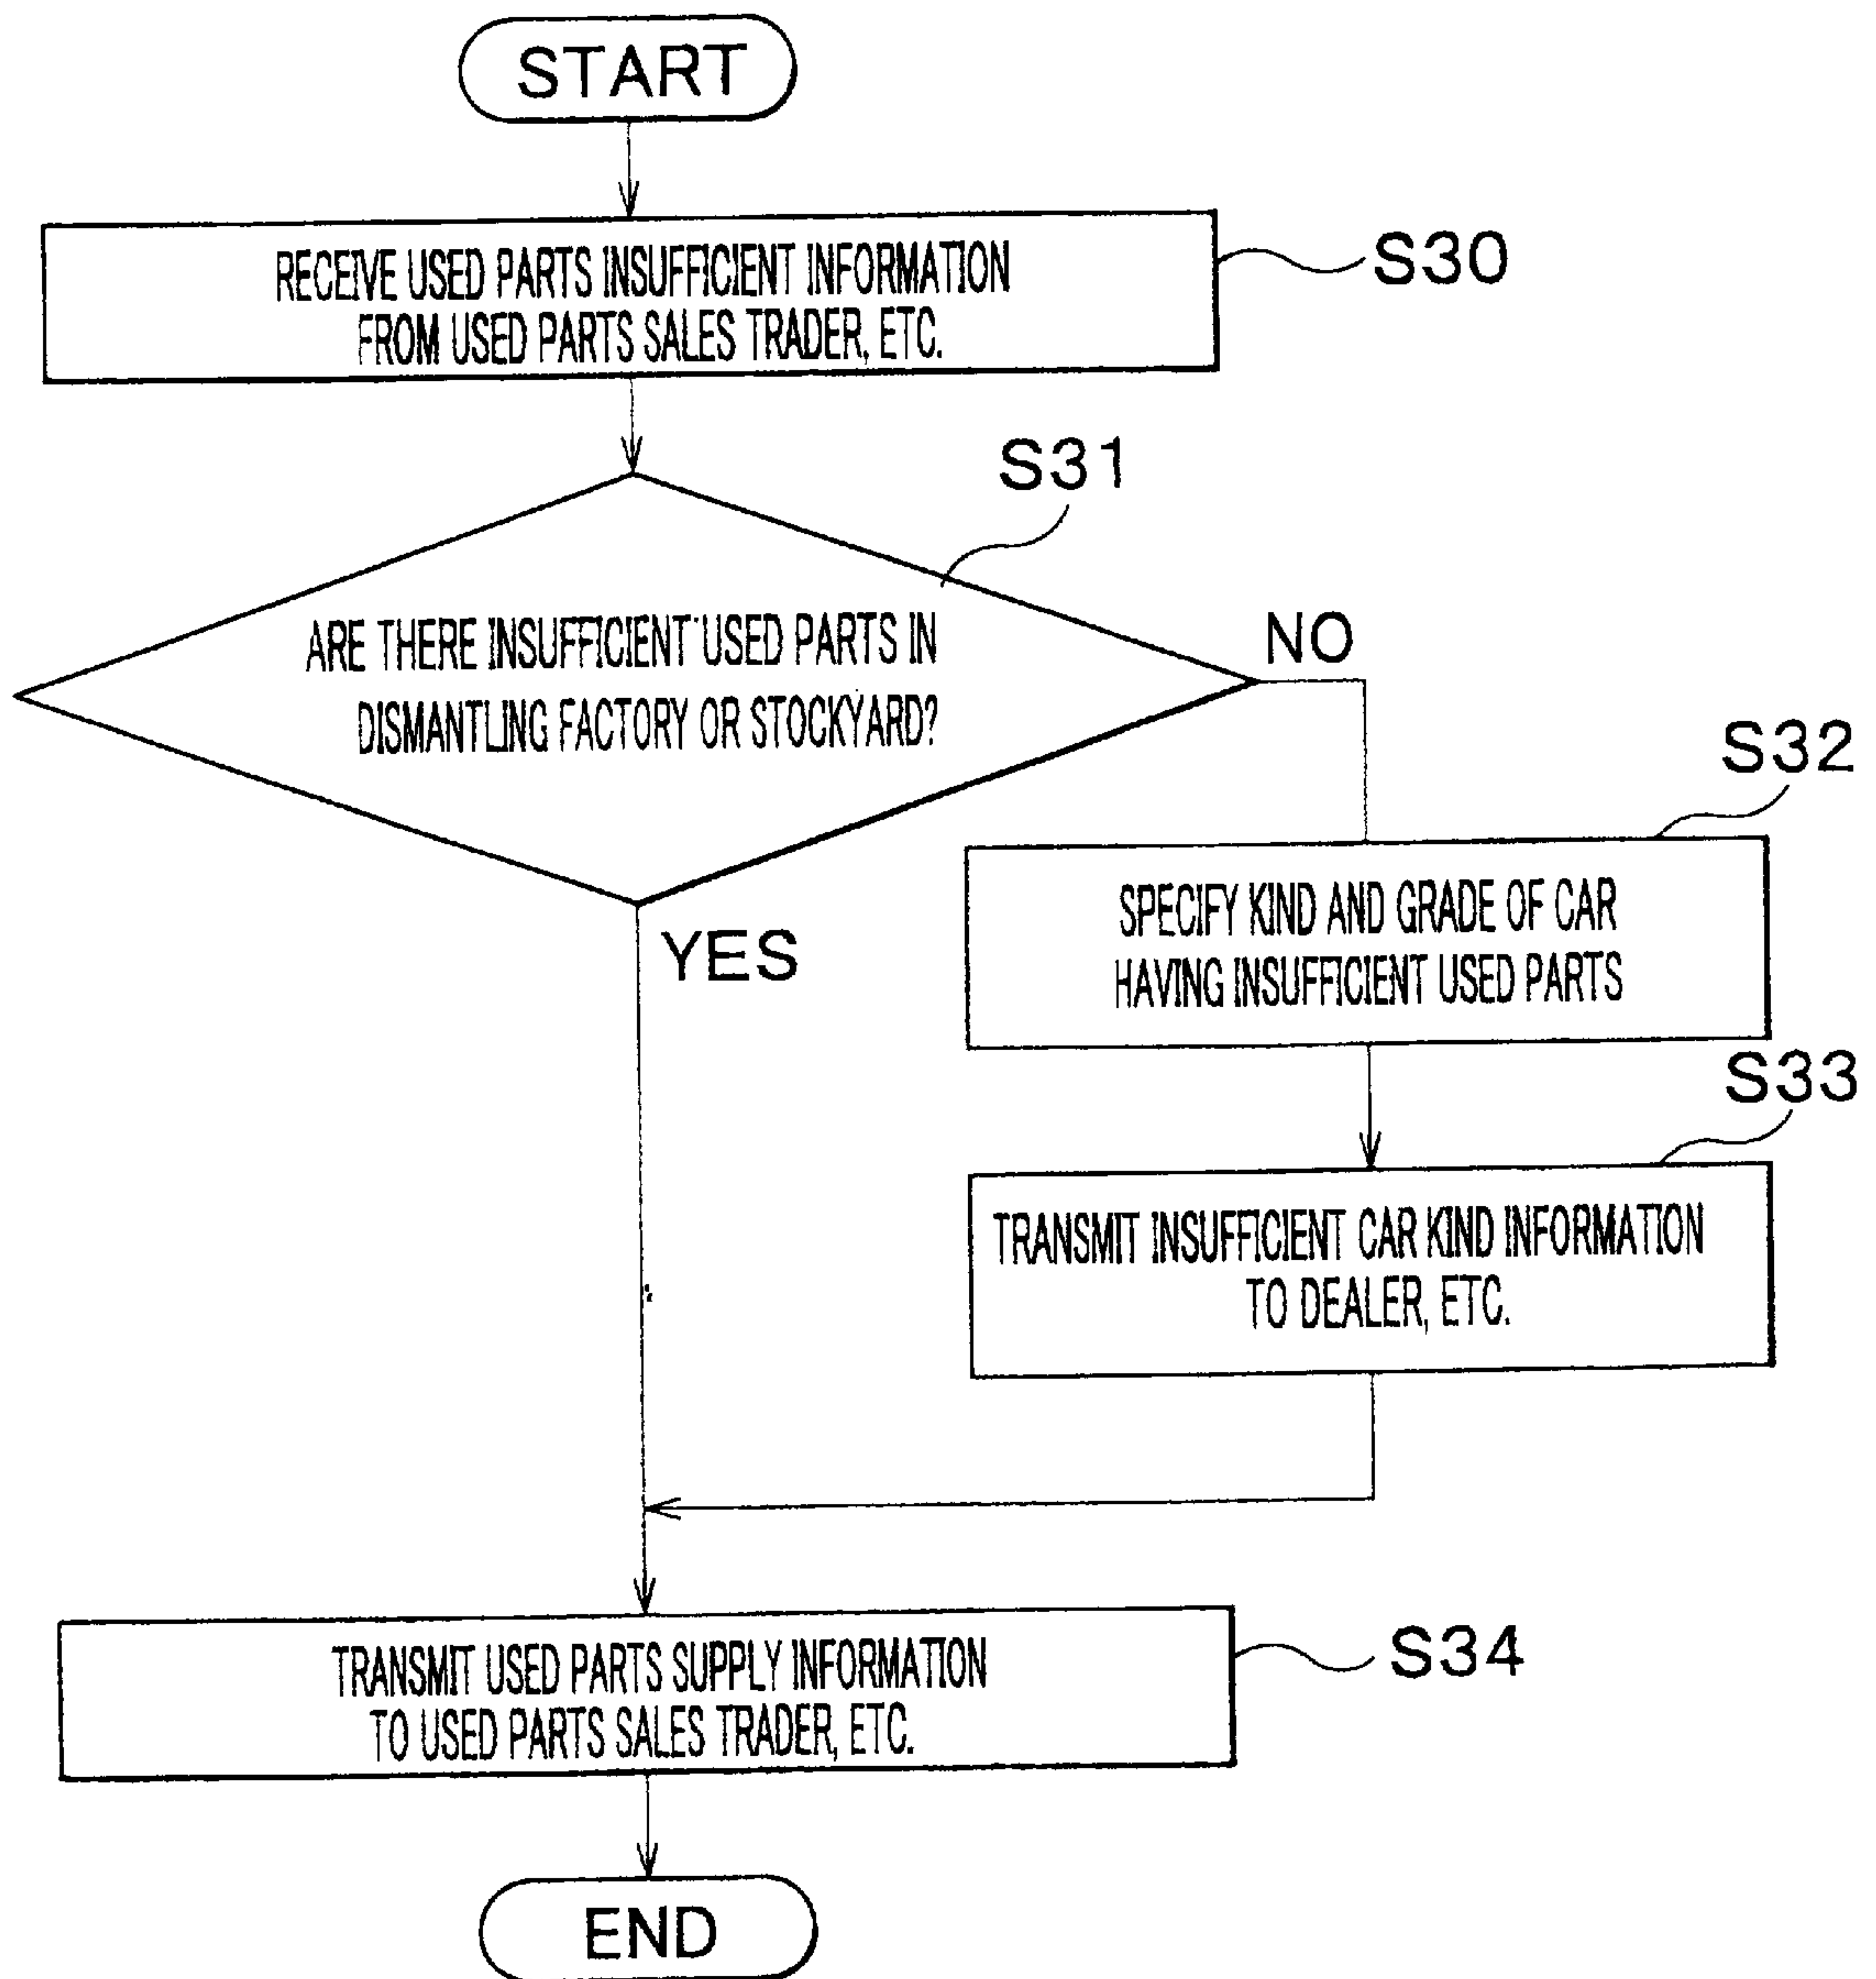 START
RECEIVE USED PARTS INSUFFICIENT INFORMATION
FROM USED PARTS SALES TRADER, ETC.
S30
S31
ARE THERE INSUFFICIENT USED PARTS IN
DISMANTLING FACTORY OR STOCKYARD?
NO
YES
S32
SPECIFY KIND AND GRADE OF CAR
HAVING INSUFFICIENT USED PARTS
S33
TRANSMIT INSUFFICIENT CAR KIND INFORMATION
TO DEALER, ETC.
TRANSMIT USED PARTS SUPPLY INFORMATION
TO USED PARTS SALES TRADER, ETC.
S34
END